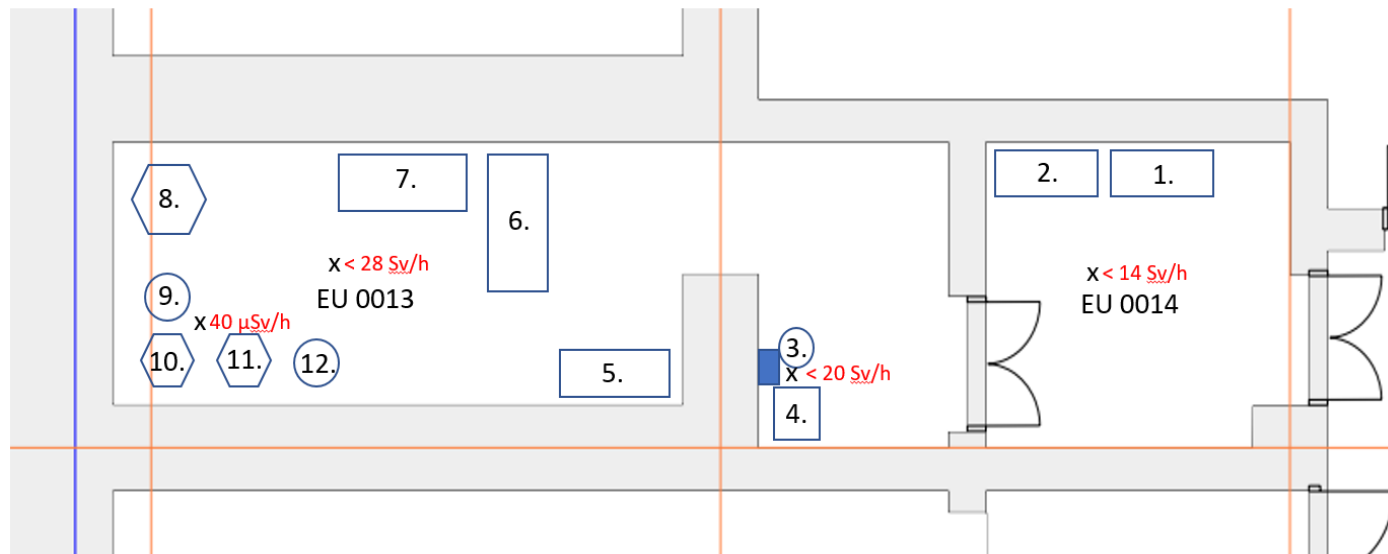 2.
1.
7.
8.
6.
x < 28 Sv/h
x < 14 Sv/h
EU 0013
EU 0014
9.
x 40 µSv/h
3.
10.
11.
12.
5.
x < 20 Sv/h
4.